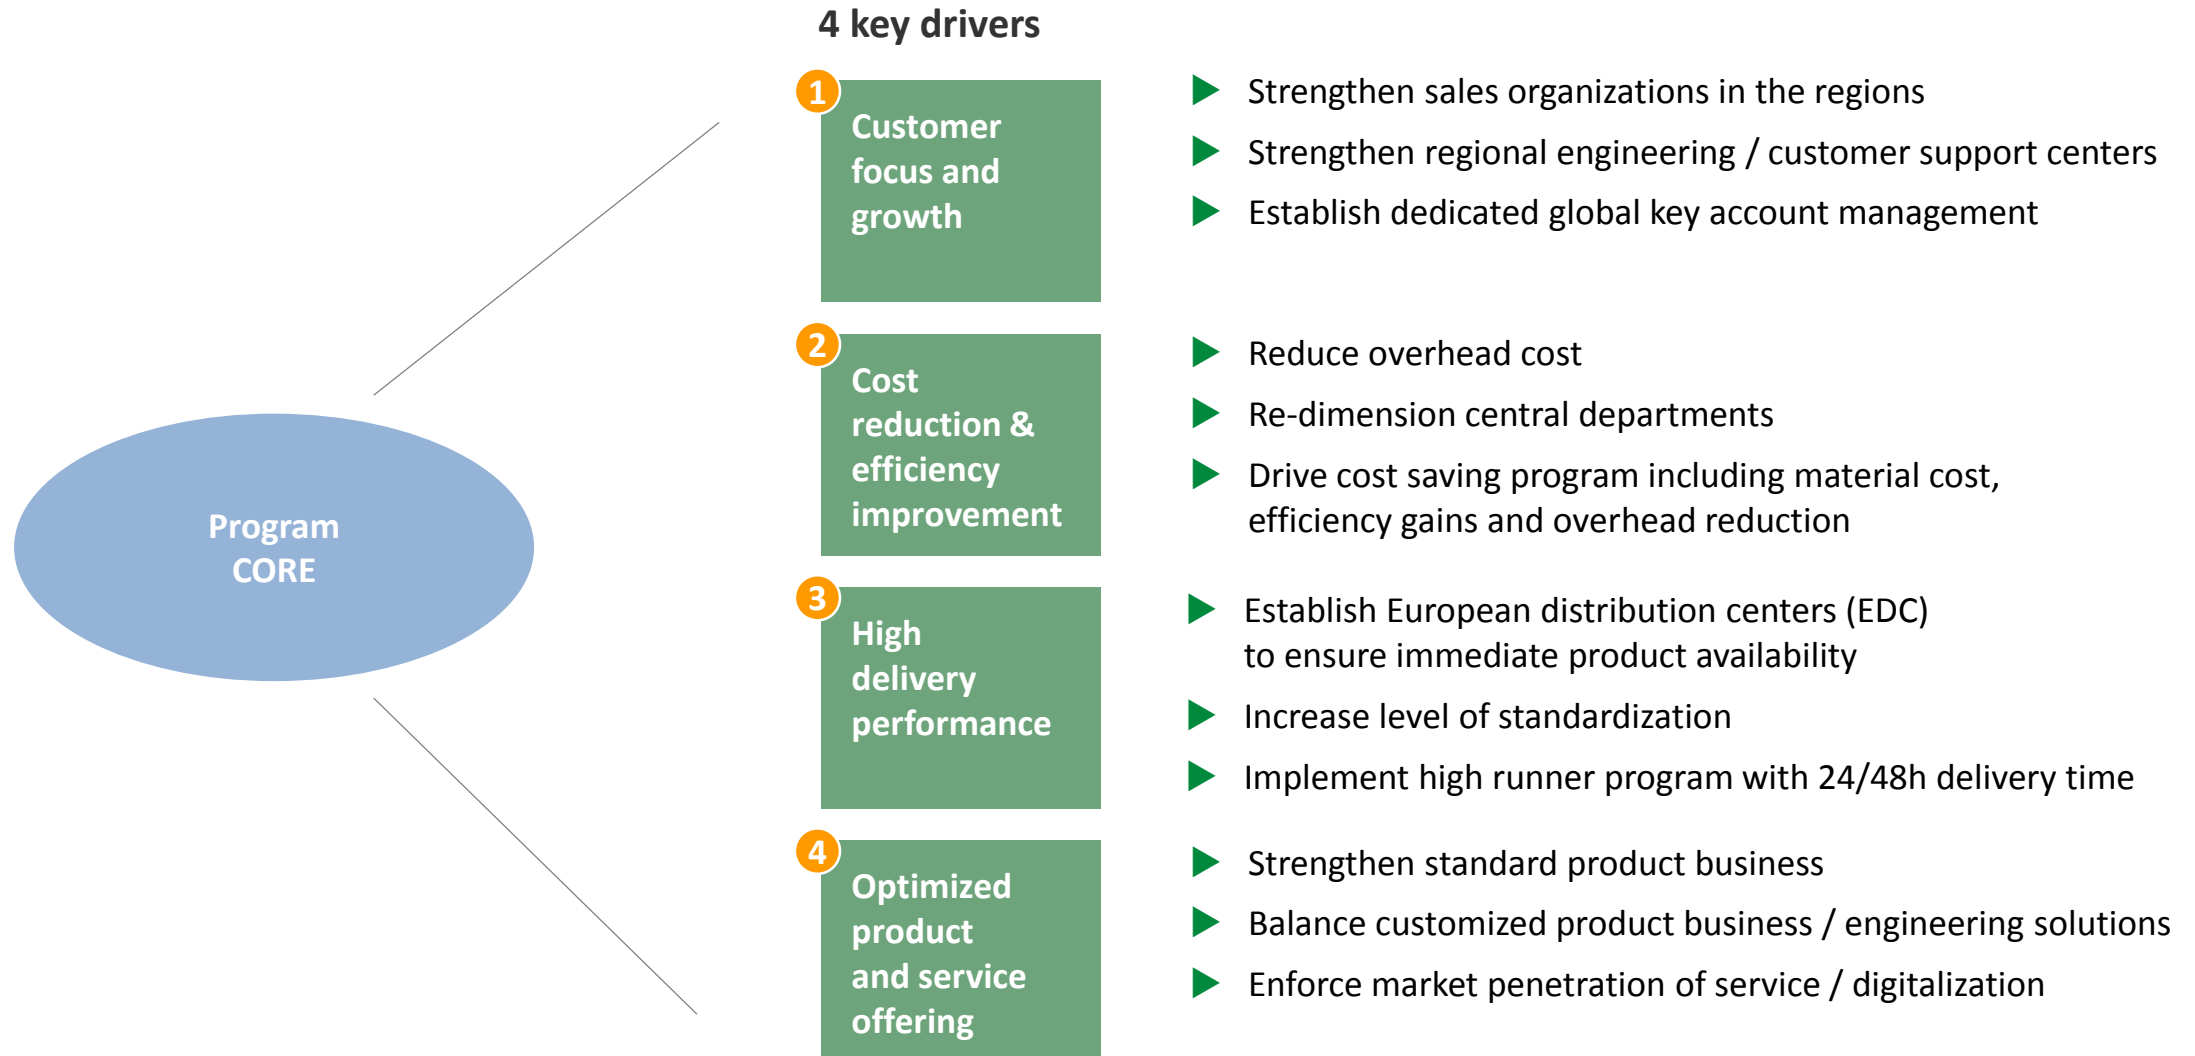 4 key drivers
Program
CORE
1
Customer
focus and
growth
Strengthen sales organizations in the regions
Strengthen regional engineering / customer support centers
Establish dedicated global key account management
2
Cost
reduction &
efficiency
improvement
Reduce overhead cost
Re-dimension central departments
Drive cost saving program including material cost,
efficiency gains and overhead reduction
3
High
delivery
performance
Establish European distribution centers (EDC)
to ensure immediate product availability
Increase level of standardization
Implement high runner program with 24/48h delivery time
4
Optimized
product
and service
offering
Strengthen standard product business
Balance customized product business / engineering solutions
Enforce market penetration of service / digitalization